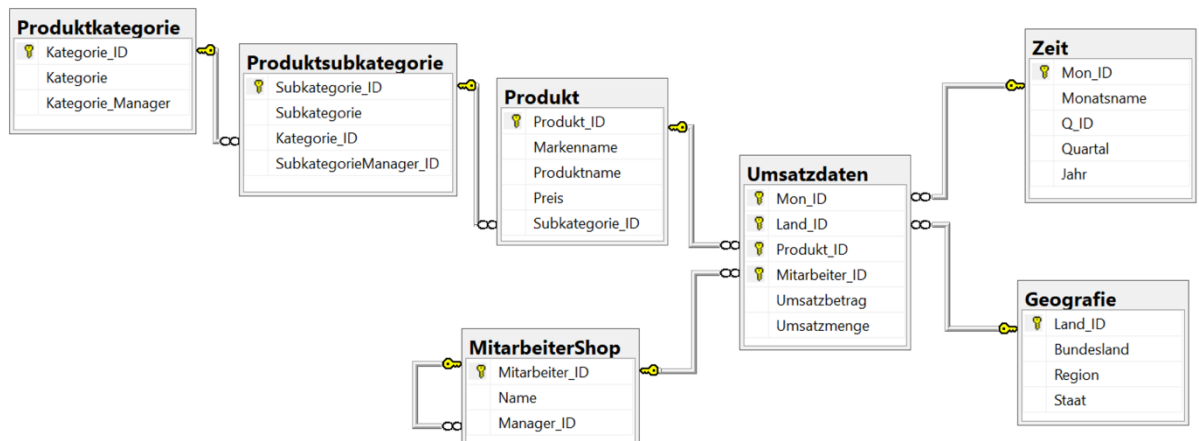 Produktkategorie
Kategorie_ID
Kategorie
Kategorie_Manager
Produktsubkategorie
Subkategorie_ID
Subkategorie
Kategorie_ID
SubkategorieManager_ID
Produkt
Produkt_ID
Markenname
Produktname
Preis
Subkategorie_ID
Umsatzdaten
Mon_ID
Land_ID
Produkt_ID
Mitarbeiter_ID
Umsatzbetrag
Umsatzmenge
Zeit
Mon_ID
Monatsname
Q_ID
Quartal
Jahr
Geografie
Land_ID
Bundesland
Region
Staat
MitarbeiterShop
Mitarbeiter_ID
Name
Manager_ID